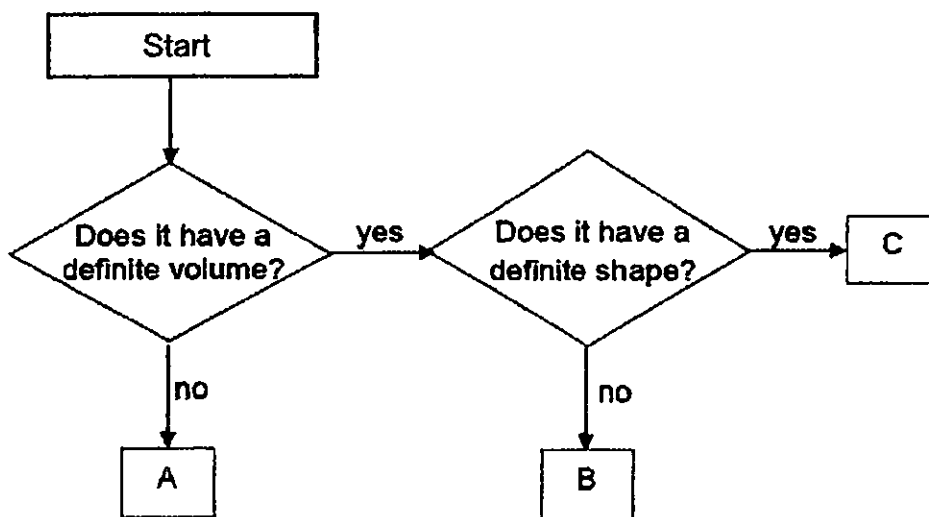 Start
Does it have a
definite volume?
yes
Does it have a
definite shape?
yes
C
no
no
A
B